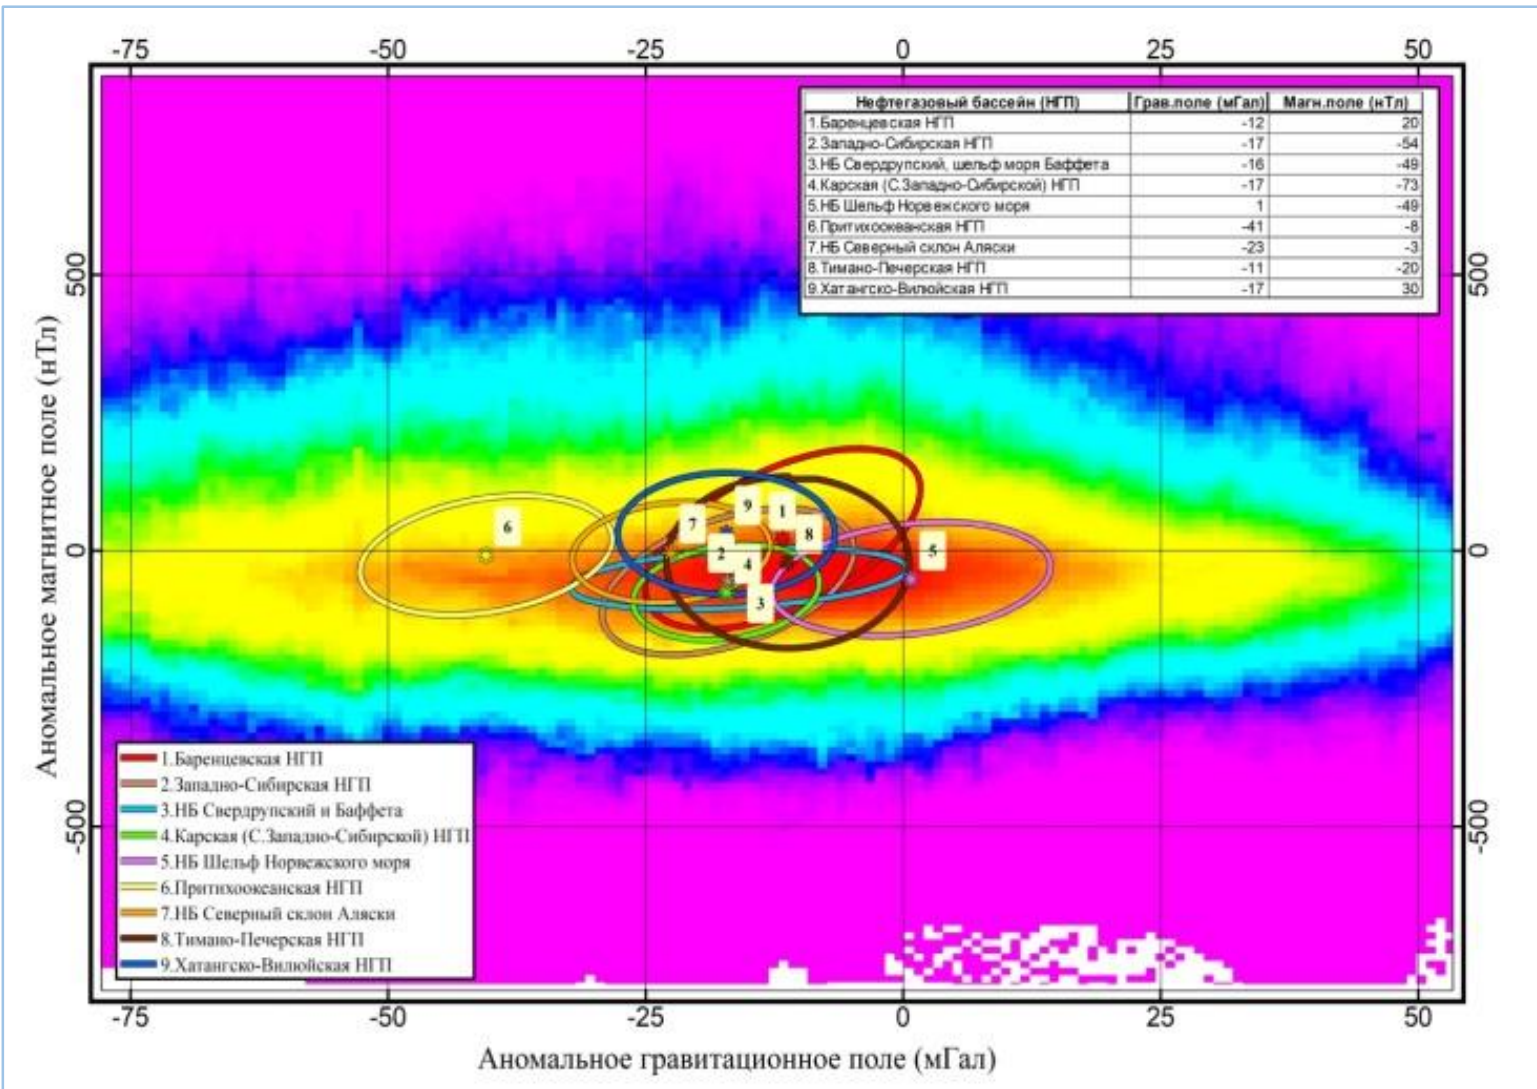 -75 -50 -25 0 25 50
Нефтегазовый бассейн (НГП) Грав.поле (мГал) Магн.поле (нТл)
1.Баренцевская НГП -12 20
2.Западно-Сибирская НГП -17 -54
3.НБ Свердрупский, шельф моря Баффета -16 -49
4.Карская (С.Западно-Сибирской) НГП -17 -73
5.НБ Шельф Норвежского моря 1 -49
6.Притихоокеанская НГП -41 -8
7.НБ Северный склон Аляски -23 -3
8.Тимано-Печерская НГП -11 -20
9.Хатангско-Вилюйская НГП -17 30
500 500
0 0
-500 -500
Аномальное магнитное поле (нТл)
9
1
7
6
8
5
2
4
3
1.Баренцевская НГП
2.Западно-Сибирская НГП
3.НБ Свердрупский и Баффета
4.Карская (С.Западно-Сибирской) НГП
5.НБ Шельф Норвежского моря
6.Притихоокеанская НГП
7.НБ Северный склон Аляски
8.Тимано-Печерская НГП
9.Хатангско-Вилюйская НГП
-75 -50 -25 0 25 50
Аномальное гравитационное поле (мГал)